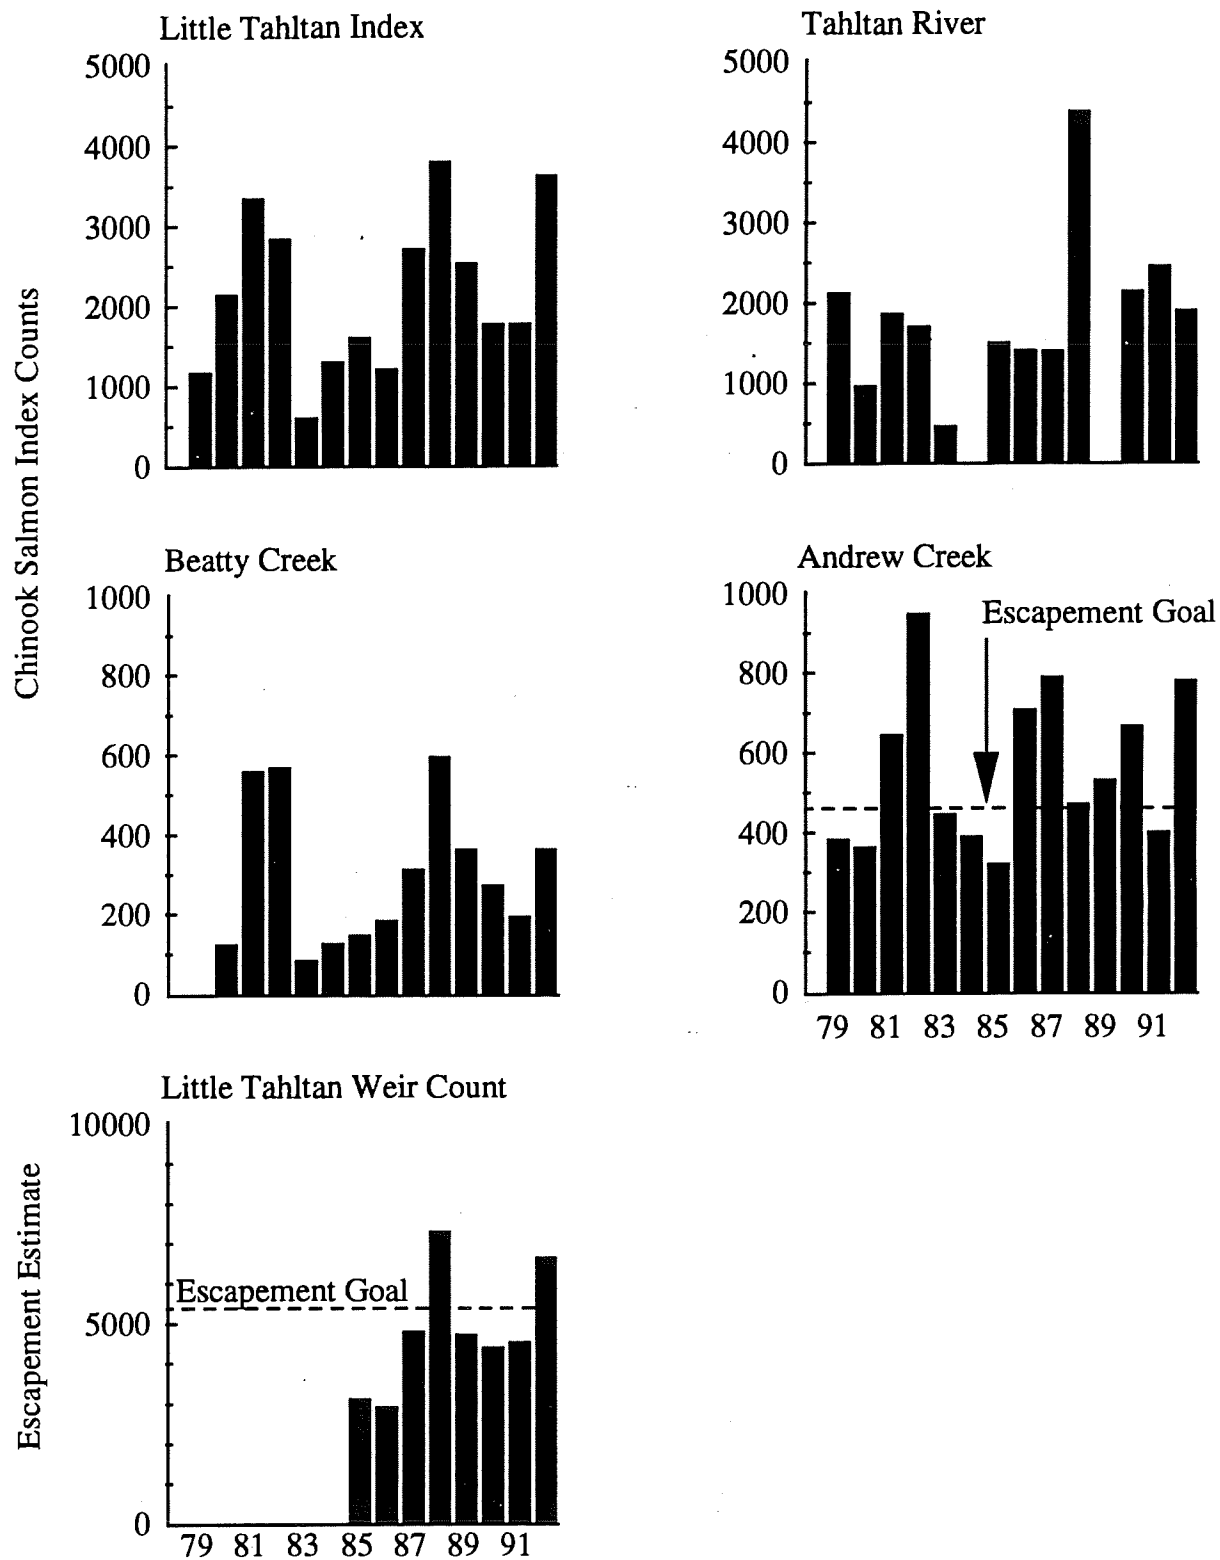 Little Tahltan Index
5000
4000
3000
2000
1000
0
Tahltan River
5000
4000
3000
2000
1000
0
Chinook Salmon Index Counts
Beatty Creek
1000
800
600
400
200
0
Andrew Creek
1000
800
600
400
200
0
Escapement Goal
79 81 83 85 87 89 91
Little Tahltan Weir Count
10000
5000
0
Escapement Goal
Escapement Estimate
79 81 83 85 87 89 91